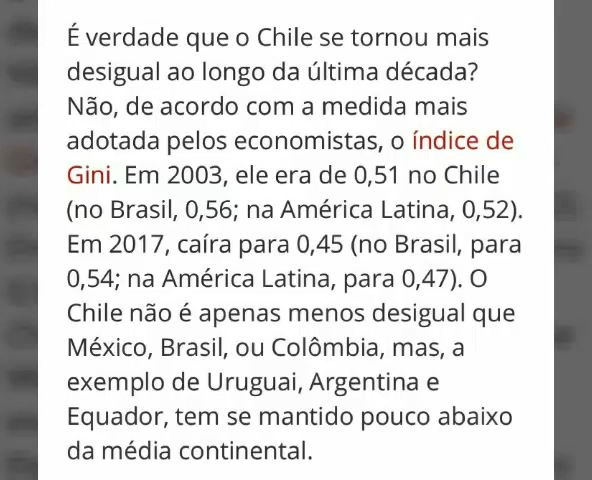 É verdade que o Chile se tornou mais
desigual ao longo da última década?
Não, de acordo com a medida mais
adotada pelos economistas, o índice de
Gini. Em 2003, ele era de 0,51 no Chile
(no Brasil, 0,56; na América Latina, 0,52).
Em 2017, caíra para 0,45 (no Brasil, para
0,54; na América Latina, para 0,47). O
Chile não é apenas menos desigual que
México, Brasil, ou Colômbia, mas, a
exemplo de Uruguai, Argentina e
Equador, tem se mantido pouco abaixo
da média continental.